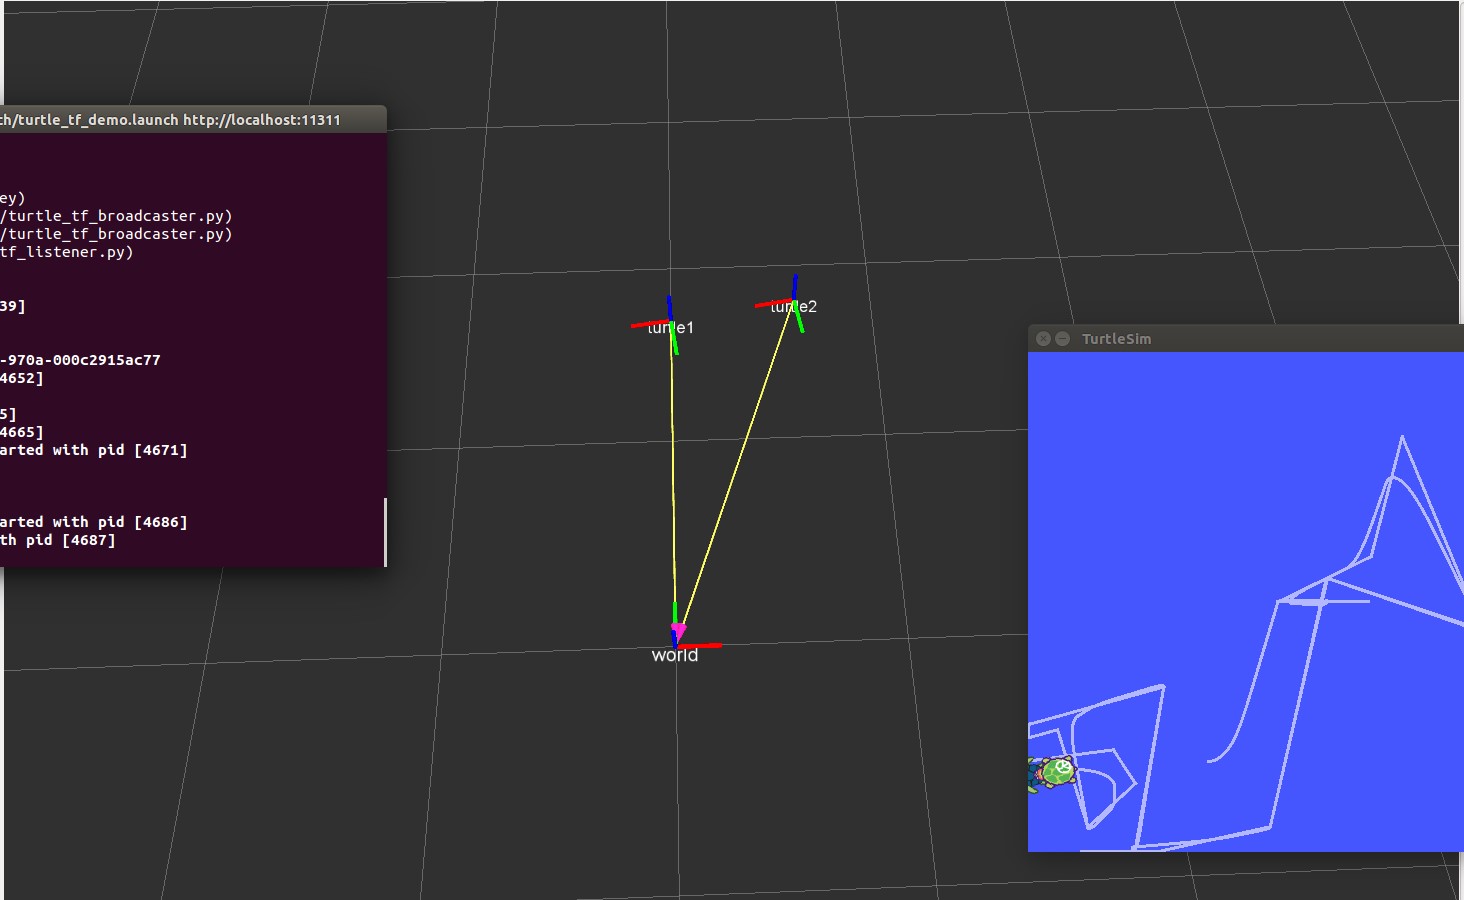 ch/turtle_tf_demo.launch http://localhost:11311
ey)
/turtle_tf_broadcaster.py)
/turtle_tf_broadcaster.py)
tf_listener.py)
39]
-970a-000c2915ac77
4652]
5]
4665]
arted with pid [4671]
arted with pid [4686]
th pid [4687]
turtle1
turtle2
world
TurtleSim